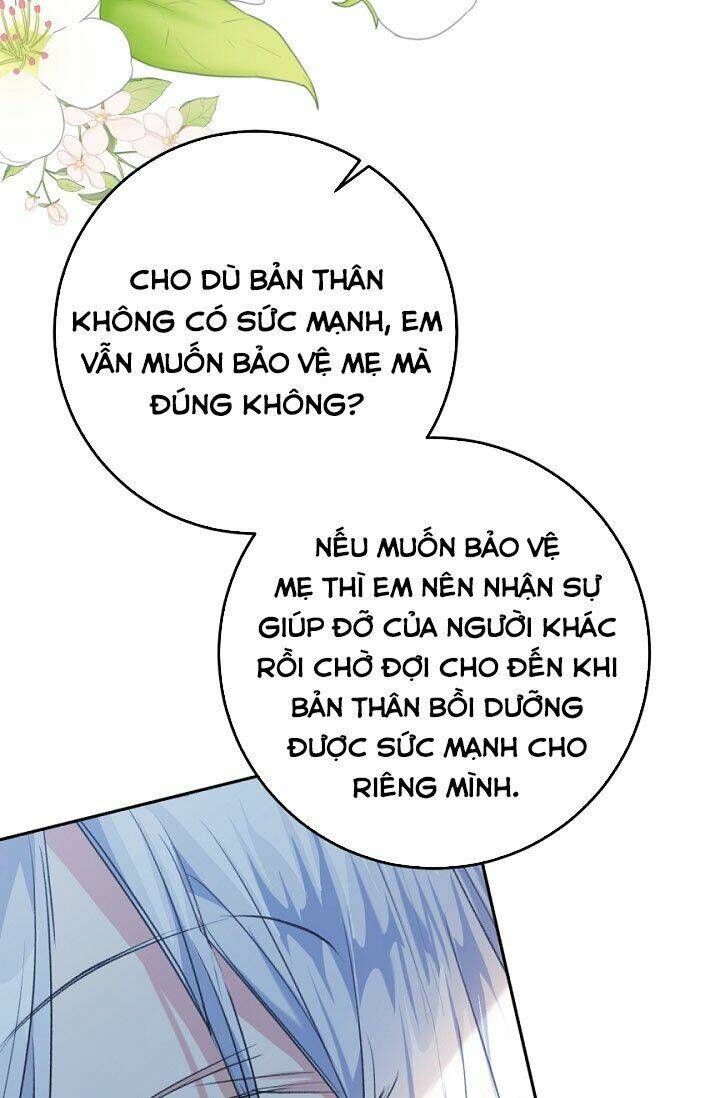 CHO DÙ BẢN THÂN
KHÔNG CÓ SỨC MẠNH, EM
VẪN MUỐN BẢO VỆ MẸ MÀ
ĐÚNG KHÔNG?
NẾU MUỐN BẢO VỆ
MẸ THÌ EM NÊN NHẬN SỰ
GIÚP ĐỠ CỦA NGƯỜI KHÁC
RỒI CHỜ ĐỢI CHO ĐẾN KHI
BẢN THÂN BỒI DƯỠNG
ĐƯỢC SỨC MẠNH CHO
RIÊNG MÌNH.